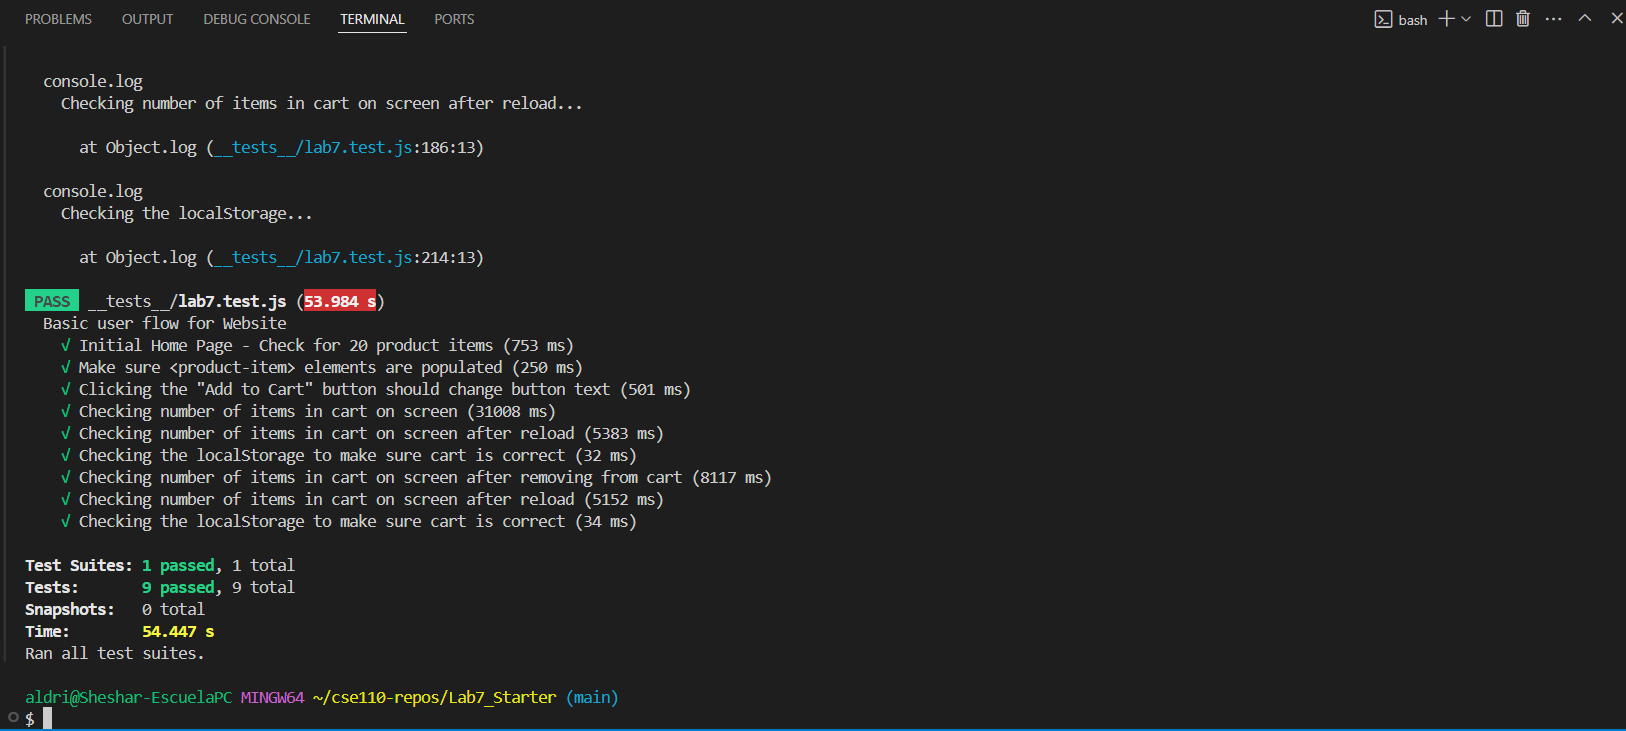 PROBLEMS OUTPUT DEBUG CONSOLE TERMINAL PORTS bash
console.log
Checking number of items in cart on screen after reload...
at Object.log (__tests__/lab7.test.js:186:13)
console.log
Checking the localStorage...
at Object.log (__tests__/lab7.test.js:214:13)
PASS __tests__/lab7.test.js (53.984 s)
Basic user flow for Website
√ Initial Home Page - Check for 20 product items (753 ms)
√ Make sure <product-item> elements are populated (250 ms)
√ Clicking the "Add to Cart" button should change button text (501 ms)
√ Checking number of items in cart on screen (31008 ms)
√ Checking number of items in cart on screen after reload (5383 ms)
√ Checking the localStorage to make sure cart is correct (32 ms)
√ Checking number of items in cart on screen after removing from cart (8117 ms)
√ Checking number of items in cart on screen after reload (5152 ms)
√ Checking the localStorage to make sure cart is correct (34 ms)
Test Suites: 1 passed, 1 total
Tests: 9 passed, 9 total
Snapshots: 0 total
Time: 54.447 s
Ran all test suites.
aldri@Sheshar-EscuelaPC MINGW64 ~/cse110-repos/Lab7_Starter (main)
$